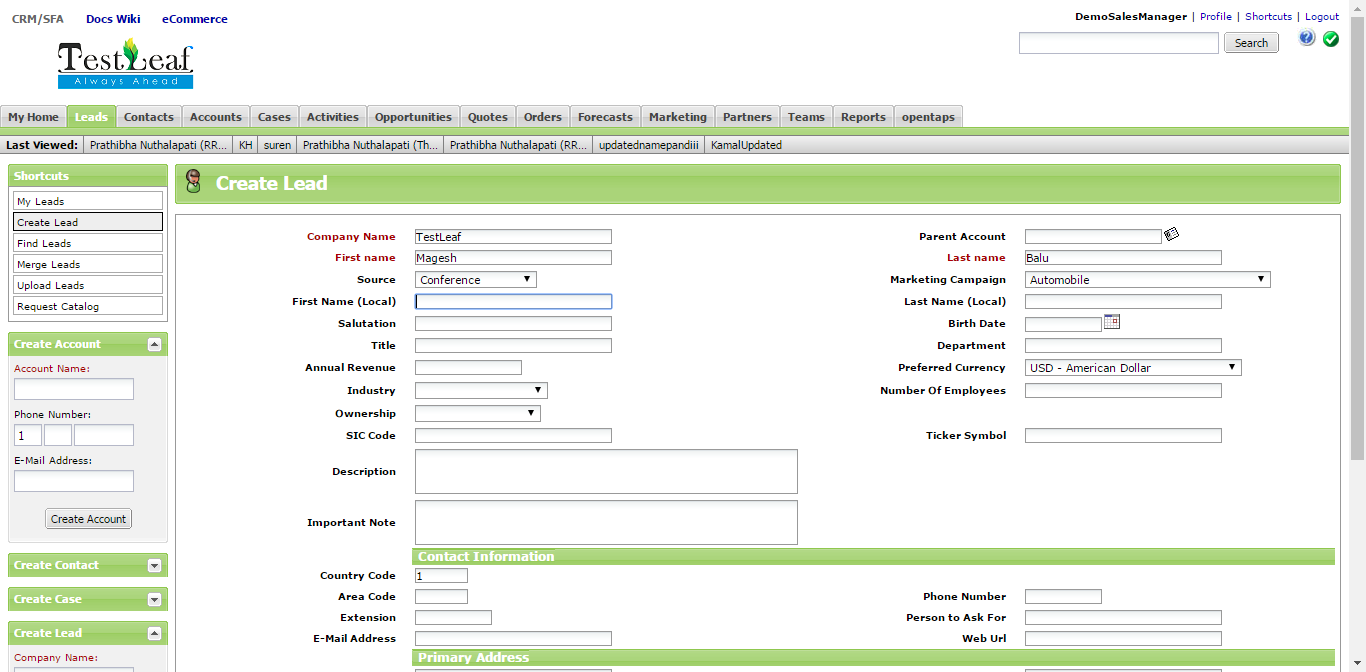 CRM/SFA Docs Wiki eCommerce
DemoSalesManager | Profile | Shortcuts | Logout
TestLeaf
Always Ahead
Search
My Home Leads Contacts Accounts Cases Activities Opportunities Quotes Orders Forecasts Marketing Partners Teams Reports opentaps
Last Viewed: Prathibha Nuthalapati (RR... KH suren Prathibha Nuthalapati (Th... Prathibha Nuthalapati (RR... updatednamepandiii KamalUpdated
Shortcuts
My Leads
Create Lead
Find Leads
Merge Leads
Upload Leads
Request Catalog
Create Account
Account Name:
Phone Number:
1
E-Mail Address:
Create Account
Create Contact
Create Case
Create Lead
Company Name:
Create Lead
Company Name TestLeaf Parent Account
First name Magesh Last name Balu
Source Conference Marketing Campaign Automobile
First Name (Local) Last Name (Local)
Salutation Birth Date
Title Department
Annual Revenue Preferred Currency USD - American Dollar
Industry Number Of Employees
Ownership
SIC Code Ticker Symbol
Description
Important Note
Contact Information
Country Code 1
Area Code Phone Number
Extension Person to Ask For
E-Mail Address Web Url
Primary Address